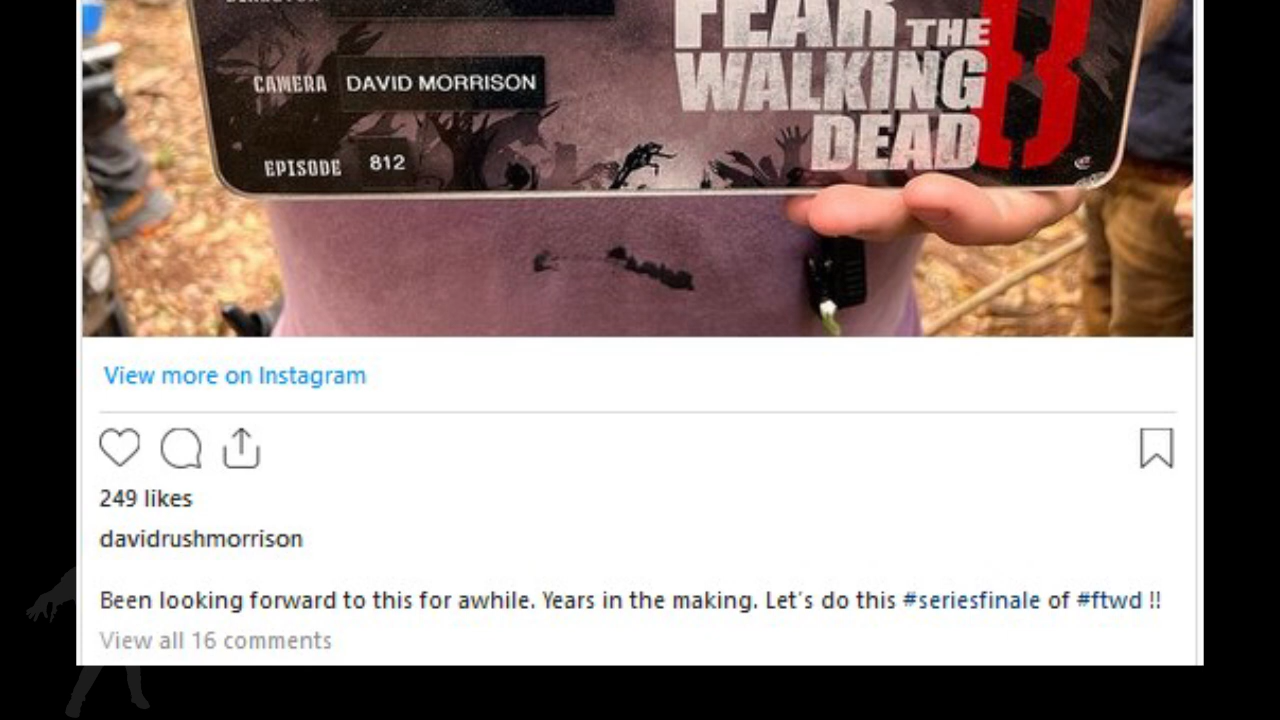 FEAR THE
CAMERA DAVID MORRISON
WALKING
DEAD
8
EPISODE 812
View more on Instagram
249 likes
davidrushmorrison
Been looking forward to this for awhile. Years in the making. Let's do this #seriesfinale of #ftwd !!
View all 16 comments